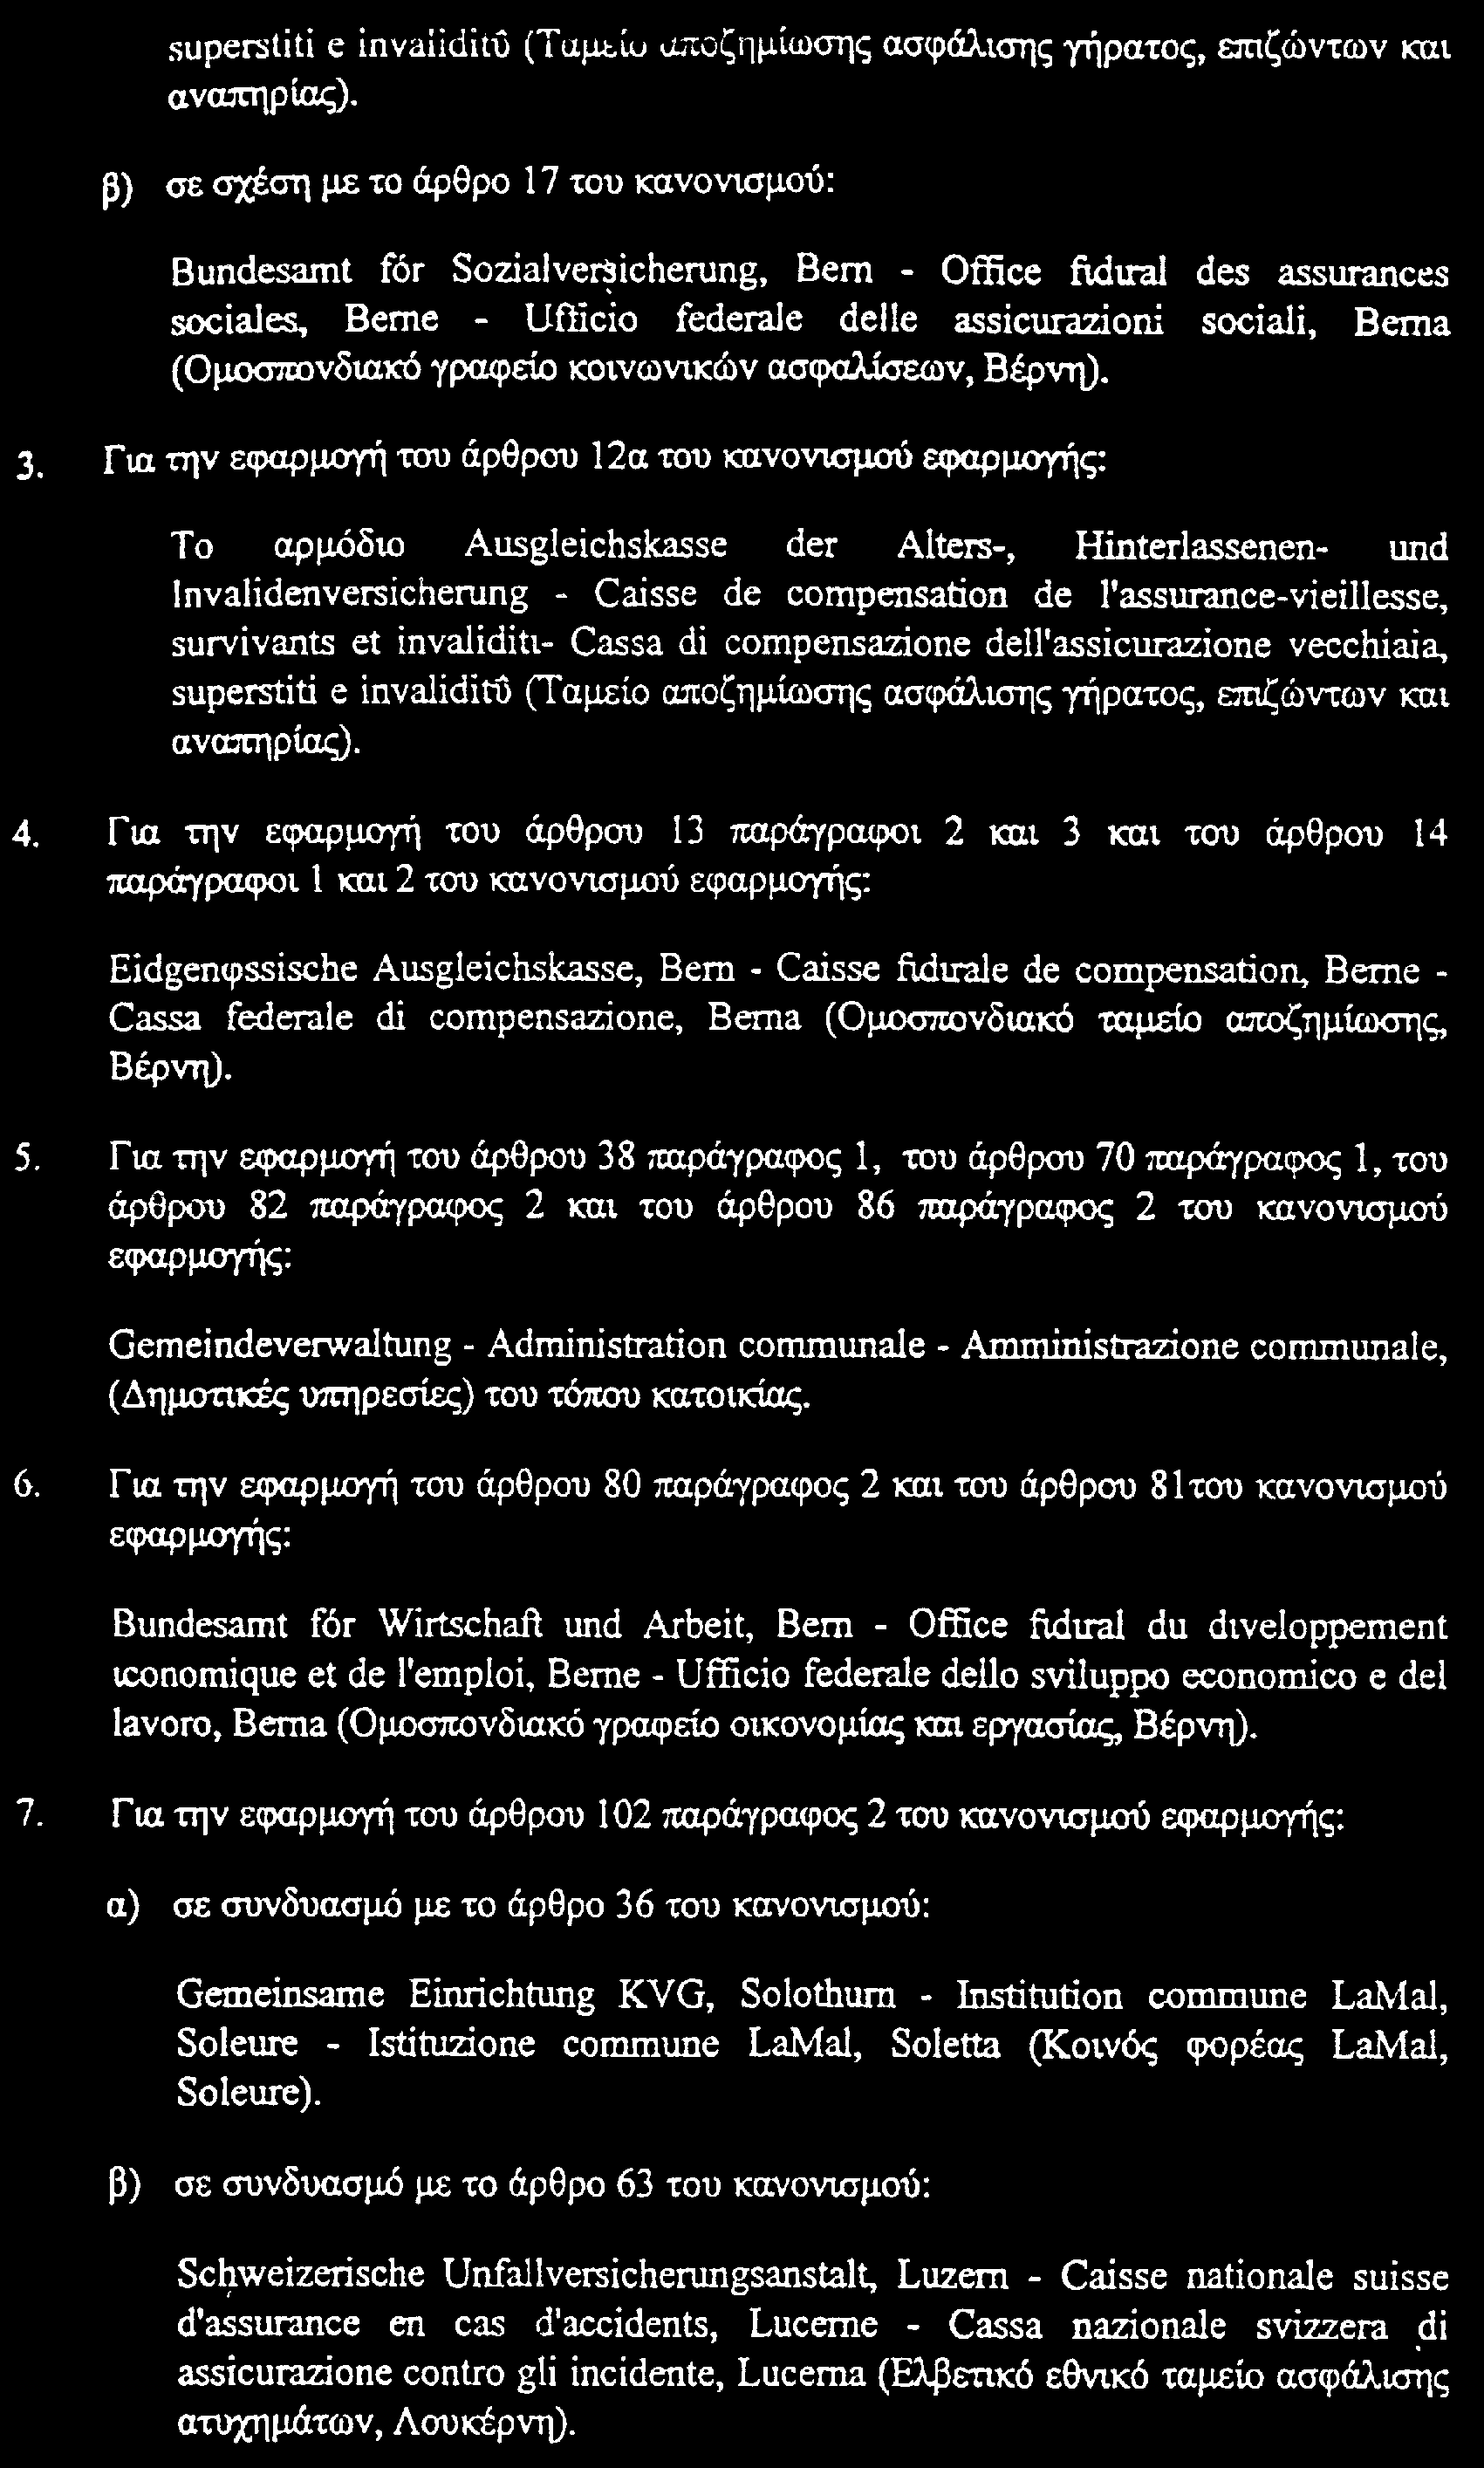 superstiti e invaliditΰ (Ταμείο αποζημίωσης ασφάλισης γήρατος, επιζώντων και
αναπηρίας).
β) σε σχέση με το άρθρο 17 του κανονισμού:
Bundesamt fόr Sozialversicherung, Bern - Office fιdιral des assurances
sociales, Berne - Ufficio federale delle assicurazioni sociali, Berna
(Ομοσπονδιακό γραφείο κοινωνικών ασφαλίσεων, Βέρνη).
3. Για την εφαρμογή του άρθρου 12α του κανονισμού εφαρμογής:
Το αρμόδιο Ausgleichskasse der Alters-, Hinterlassenen- und
Invalidenversicherung - Caisse de compensation de l'assurance-vieillesse,
survivants et invaliditι- Cassa di compensazione dell'assicurazione vecchiaia,
superstiti e invaliditΰ (Ταμείο αποζημίωσης ασφάλισης γήρατος, επιζώντων και
αναπηρίας).
4. Για την εφαρμογή του άρθρου 13 παράγραφοι 2 και 3 και του άρθρου 14
παράγραφοι 1 και 2 του κανονισμού εφαρμογής:
Eidgenφssische Ausgleichskasse, Bern - Caisse fιdιrale de compensation, Berne -
Cassa federale di compensazione, Berna (Ομοσπονδιακό ταμείο αποζημίωσης,
Βέρνη).
5. Για την εφαρμογή του άρθρου 38 παράγραφος 1, του άρθρου 70 παράγραφος 1, του
άρθρου 82 παράγραφος 2 και του άρθρου 86 παράγραφος 2 του κανονισμού
εφαρμογής:
Gemeindeverwaltung - Administration communale - Amministrazione communale,
(Δημοτικές υπηρεσίες) του τόπου κατοικίας.
6. Για την εφαρμογή του άρθρου 80 παράγραφος 2 και του άρθρου 81του κανονισμού
εφαρμογής:
Bundesamt fόr Wirtschaft und Arbeit, Bern - Office fιdιral du dιveloppement
ιconomique et de l'emploi, Berne - Ufficio federale dello sviluppo economico e del
lavoro, Berna (Ομοσπονδιακό γραφείο οικονομίας και εργασίας, Βέρνη).
7. Για την εφαρμογή του άρθρου 102 παράγραφος 2 του κανονισμού εφαρμογής:
α) σε συνδυασμό με το άρθρο 36 του κανονισμού:
Gemeinsame Einrichtung KVG, Solothurn - Institution commune LaMal,
Soleure - Istituzione commune LaMal, Soletta (Κοινός φορέας LaMal,
Soleure).
β) σε συνδυασμό με το άρθρο 63 του κανονισμού:
Schweizerische Unfallversicherungsanstalt, Luzern - Caisse nationale suisse
d'assurance en cas d'accidents, Lucerne - Cassa nazionale svizzera di
assicurazione contro gli incidente, Lucerna (Ελβετικό εθνικό ταμείο ασφάλισης
ατυχημάτων, Λουκέρνη).